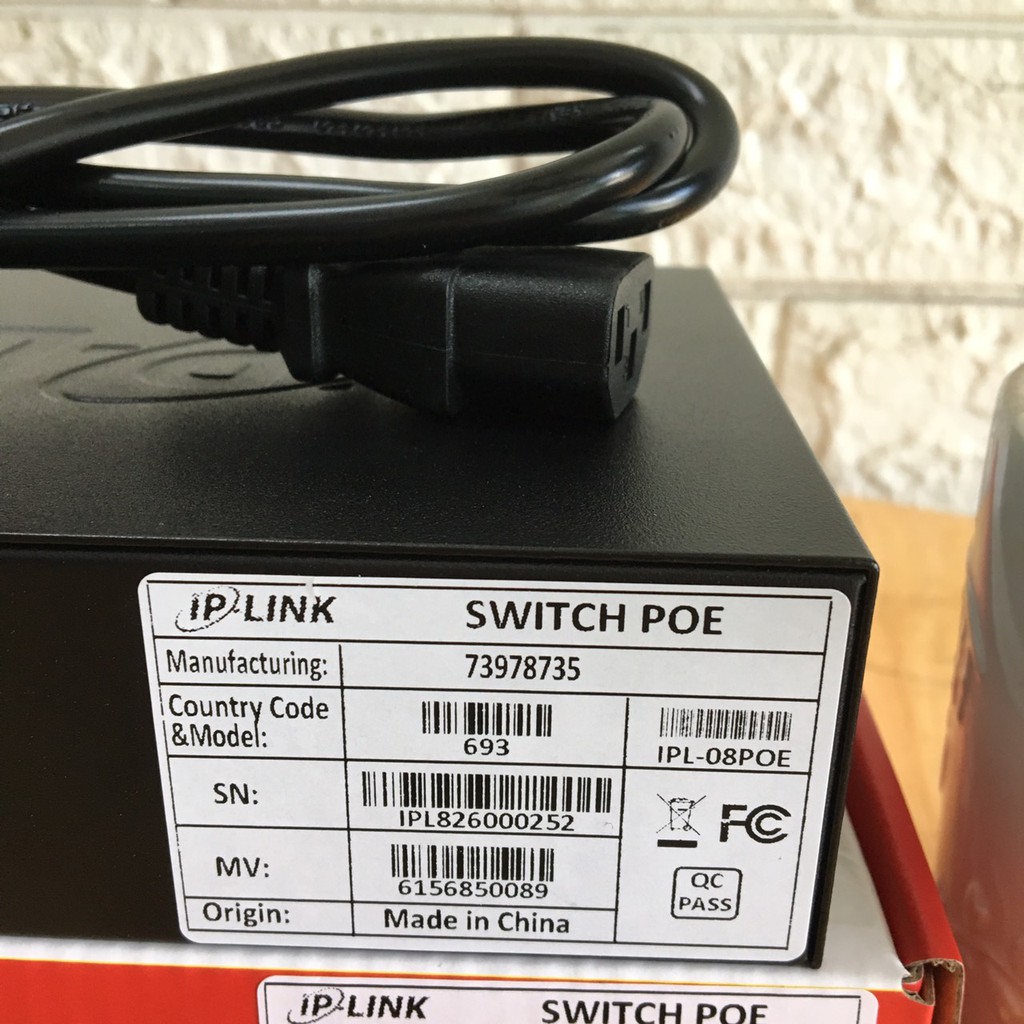 IP-LINK SWITCH POE
Manufacturing: 73978735
Country Code
&Model:
693
IPL-08POE
SN:
IPL826000252
FC
MV:
6156850089
QC
PASS
Origin: Made in China
IP-LINK SWITCH POE